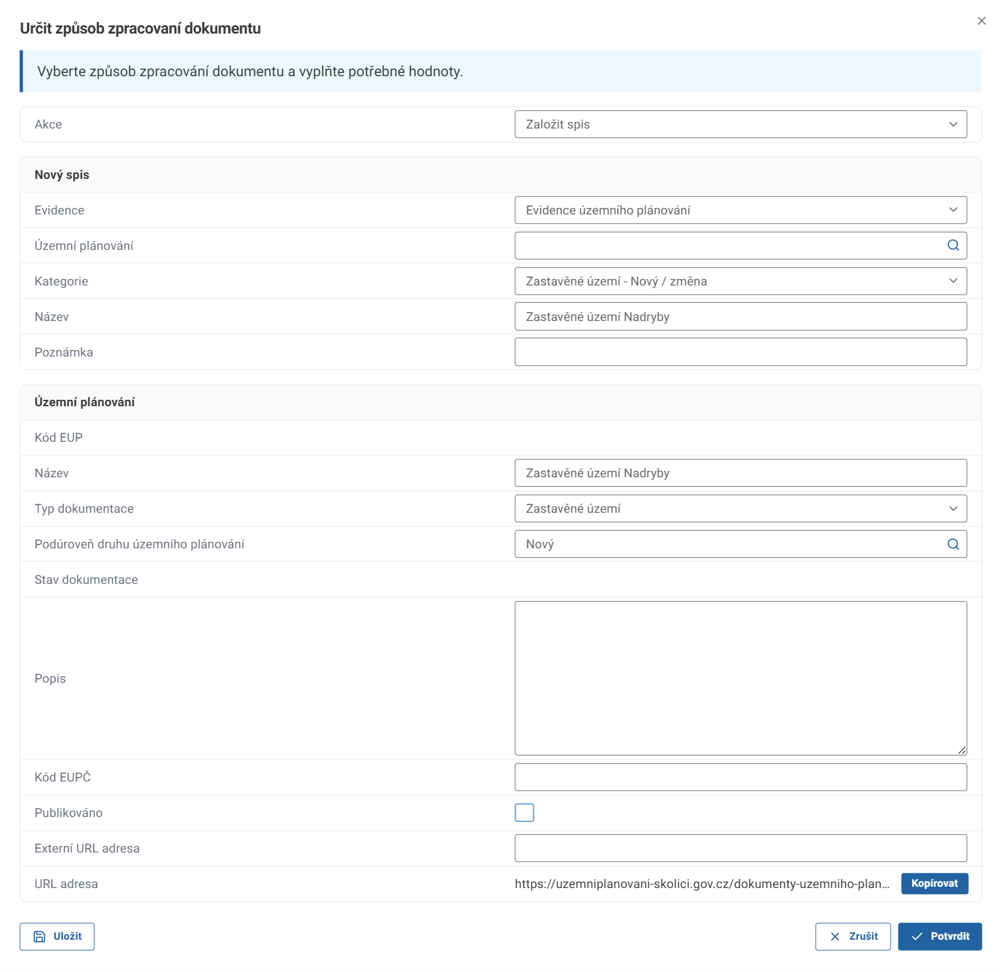 Určit způsob zpracovaní dokumentu
Vyberte způsob zpracování dokumentu a vyplňte potřebné hodnoty.
Akce
Založit spis
Nový spis
Evidence
Evidence územního plánování
Územní plánování
Kategorie
Zastavěné území - Nový / změna
Název
Zastavěné území Nadryby
Poznámka
Územní plánování
Kód EUP
Název
Zastavěné území Nadryby
Typ dokumentace
Zastavěné území
Podúroveň druhu územního plánování
Nový
Stav dokumentace
Popis
Kód EUPČ
Publikováno
Externí URL adresa
URL adresa
https://uzemniplanovani-skolici.gov.cz/dokumenty-uzemniho-plan...
Kopírovat
Uložit
Zrušit
Potvrdit